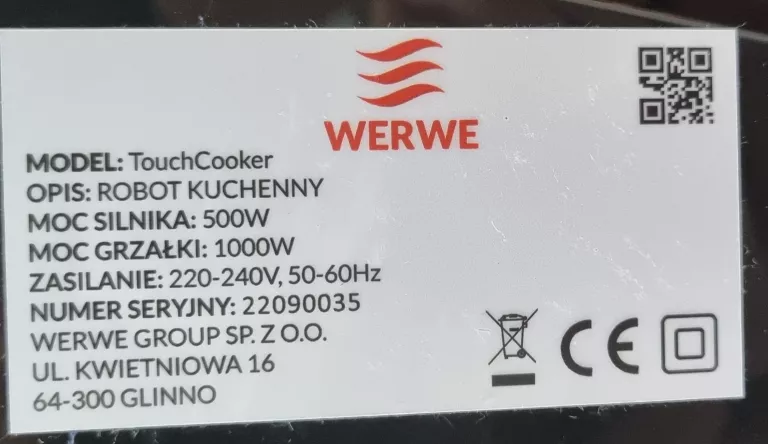 WERWE
MODEL: TouchCooker
OPIS: ROBOT KUCHENNY
MOC SILNIKA: 500W
MOC GRZAŁKI: 1000W
ZASILANIE: 220-240V, 50-60Hz
NUMER SERYJNY: 22090035
WERWE GROUP SP. Z O.O.
UL. KWIETNIOWA 16
64-300 GLINNO
CE